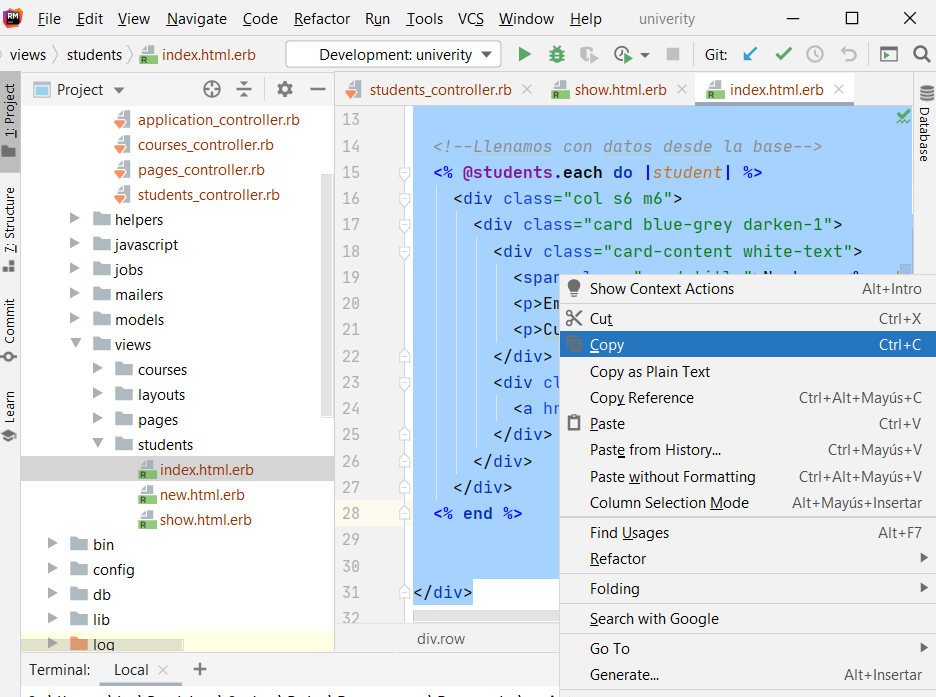 RM File Edit View Navigate Code Refactor Run Tools VCS Window Help univerity
views students index.html.erb Development: univerity Git:
Project
students_controller.rb show.html.erb index.html.erb
1: Project
7: Structure
Commit
Learn
application_controller.rb
courses_controller.rb
pages_controller.rb
students_controller.rb
helpers
javascript
jobs
mailers
models
views
courses
layouts
pages
students
index.html.erb
new.html.erb
show.html.erb
bin
config
db
lib
log
13
14 <!--Llenamos con datos desde la base-->
15 <% @students.each do |student| %>
16 <div class="col s6 m6">
17 <div class="card blue-grey darken-1">
18 <div class="card-content white-text">
19 <span
20 <p>Em
21 <p>Cu
22 </div>
23 <div cl
24 <a hr
25 </div>
26 </div>
27 </div>
28 <% end %>
29
30
31 </div>
32
div.row
Database
Show Context Actions Alt+Intro
Cut Ctrl+X
Copy Ctrl+C
Copy as Plain Text
Copy Reference Ctrl+Alt+Mayús+C
Paste Ctrl+V
Paste from History... Ctrl+Mayús+V
Paste without Formatting Ctrl+Alt+Mayús+V
Column Selection Mode Alt+Mayús+Insertar
Find Usages Alt+F7
Refactor
Folding
Search with Google
Go To
Generate... Alt+Insertar
Terminal: Local